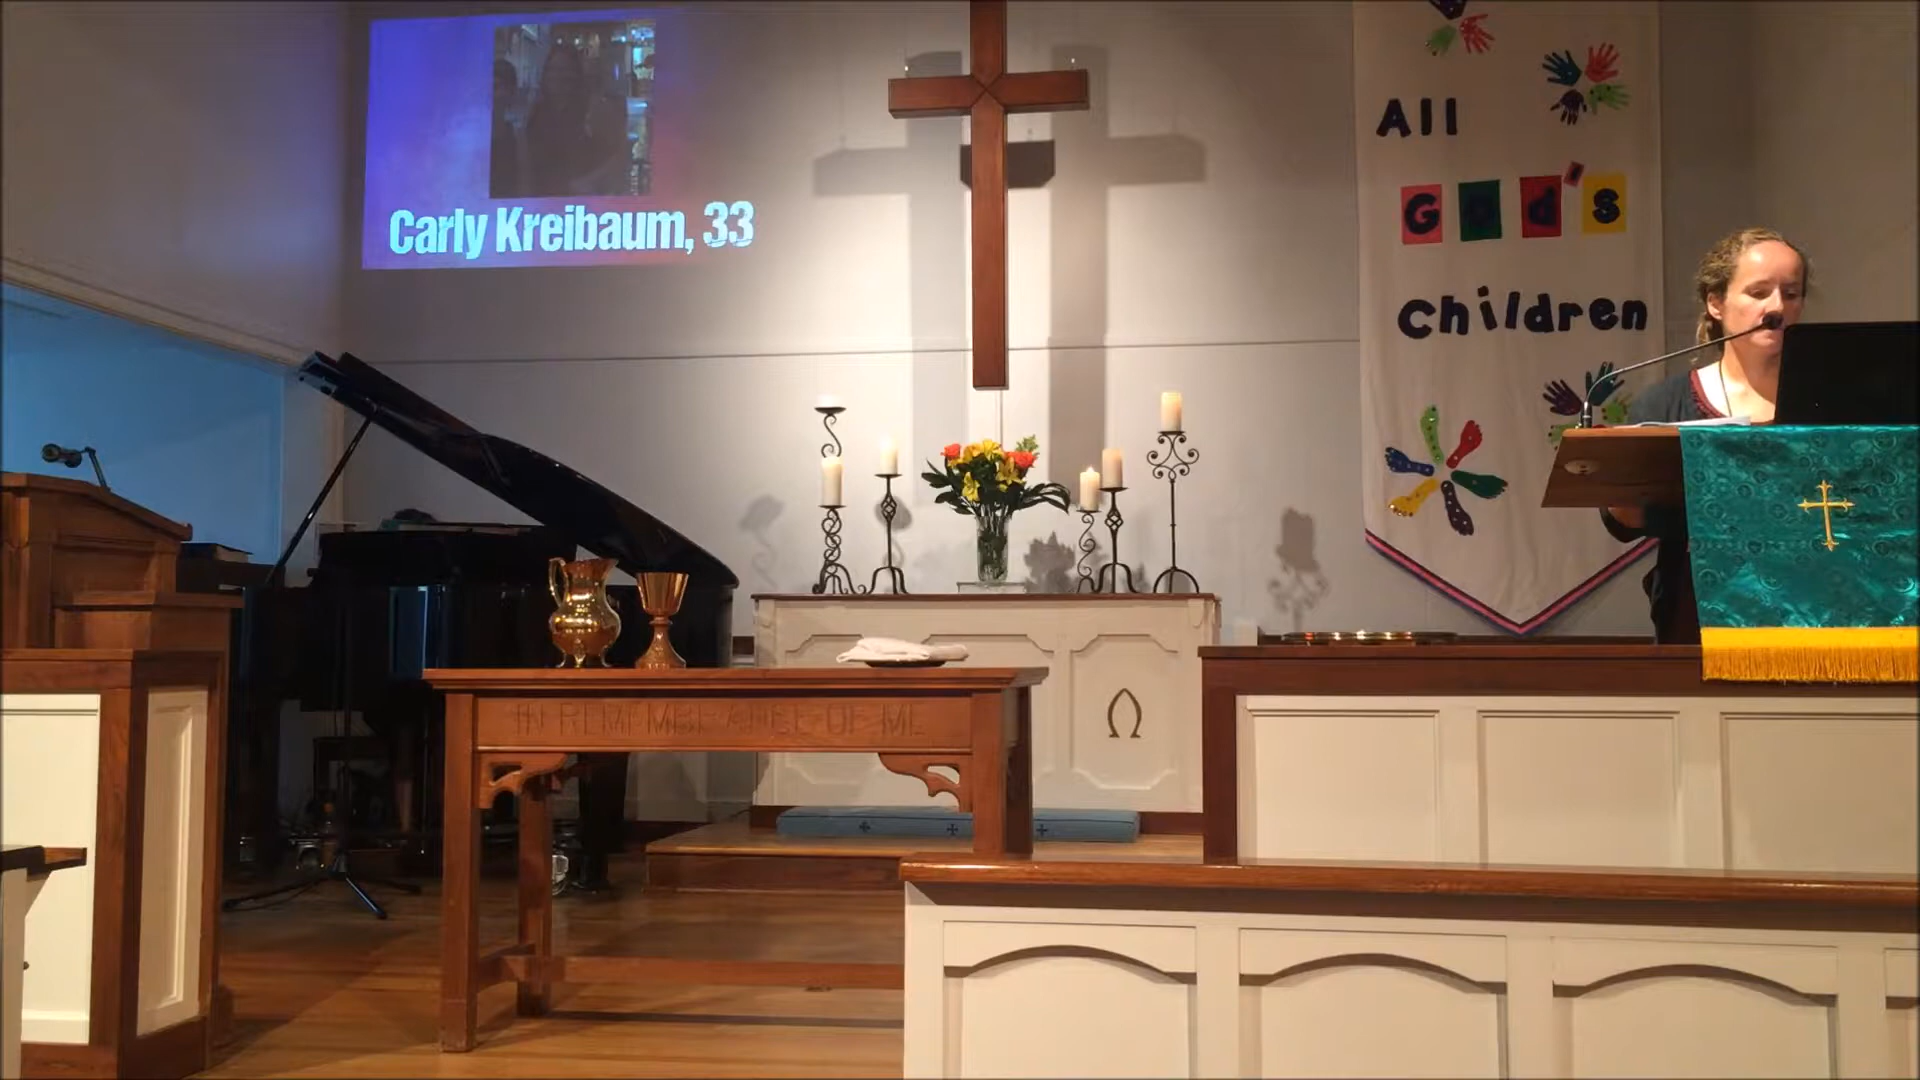 Carly Kreibaum, 33
All
God's
Children
IN REMEMBRANCE OF ME
Ω